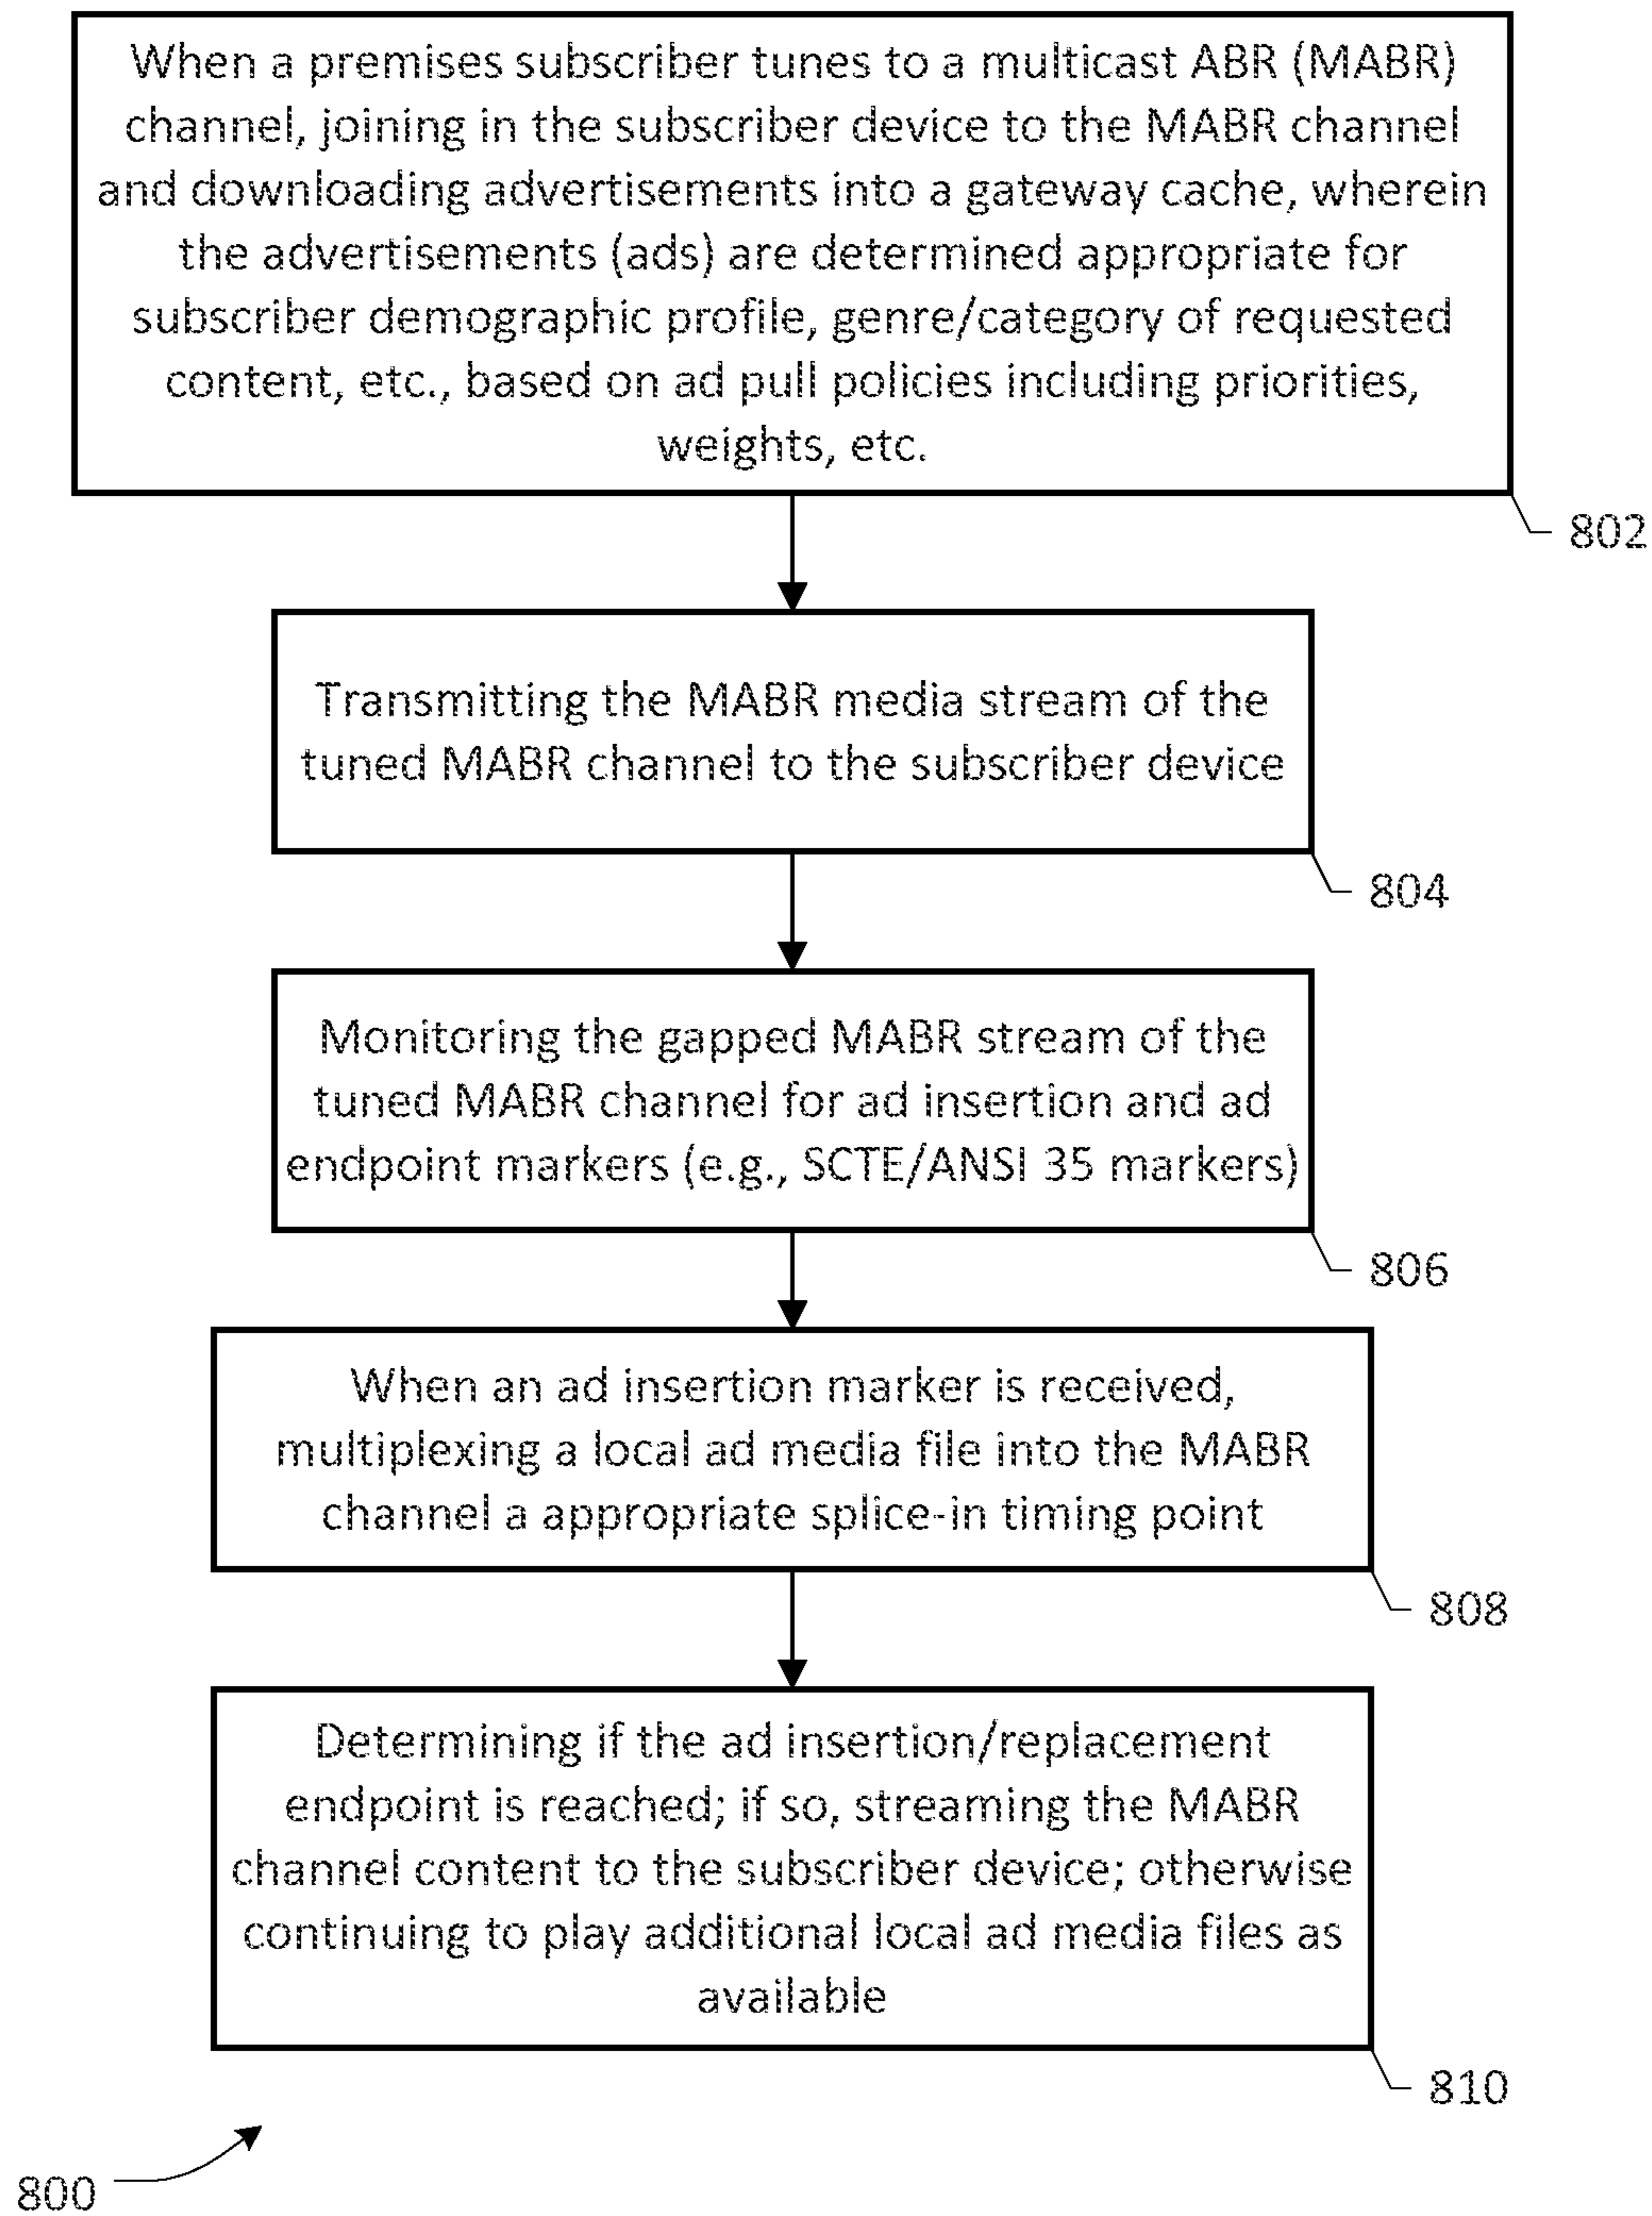 When a premises subscriber tunes to a multicast ABR (MABR)
channel, joining in the subscriber device to the MABR channel
and downloading advertisements into a gateway cache, wherein
the advertisements (ads) are determined appropriate for
subscriber demographic profile, genre/category of requested
content, etc., based on ad pull policies including priorities,
weights, etc.
802
Transmitting the MABR media stream of the
tuned MABR channel to the subscriber device
804
Monitoring the gapped MABR stream of the
tuned MABR channel for ad insertion and ad
endpoint markers (e.g., SCTE/ANSI 35 markers)
806
When an ad insertion marker is received,
multiplexing a local ad media file into the MABR
channel a appropriate splice-in timing point
808
Determining if the ad insertion/replacement
endpoint is reached; if so, streaming the MABR
channel content to the subscriber device; otherwise
continuing to play additional local ad media files as
available
810
800